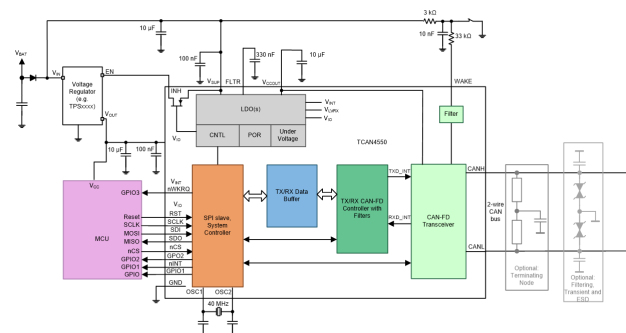 3 kΩ
10 µF
10 nF
33 kΩ
330 nF
10 µF
100 nF
VBAT
VIN
EN
Voltage
Regulator
(e.g.
TPSxxxx)
VOUT
INH
VSUP
FLTR
VCCOUT
WAKE
LDO(s)
VINT
VLVRX
VIO
VIO
CNTL
POR
Under
Voltage
TCAN4550
Filter
10 µF
100 nF
VCC
MCU
GPIO3
Reset
SCLK
MOSI
MISO
nCS
GPIO2
GPIO1
GPIO
VINT
nWKRQ
VIO
RST
SCLK
SDI
SDO
nCS
GPO2
nINT
GPIO1
GND
SPI slave,
System
Controller
TX/RX Data
Buffer
TX/RX CAN-FD
Controller with
Filters
TXD_INT
RXD_INT
CAN-FD
Transceiver
CANH
CANL
2-wire
CAN
bus
Optional:
Terminating
Node
Optional:
Filtering,
Transient and
ESD
OSC1
OSC2
40 MHz